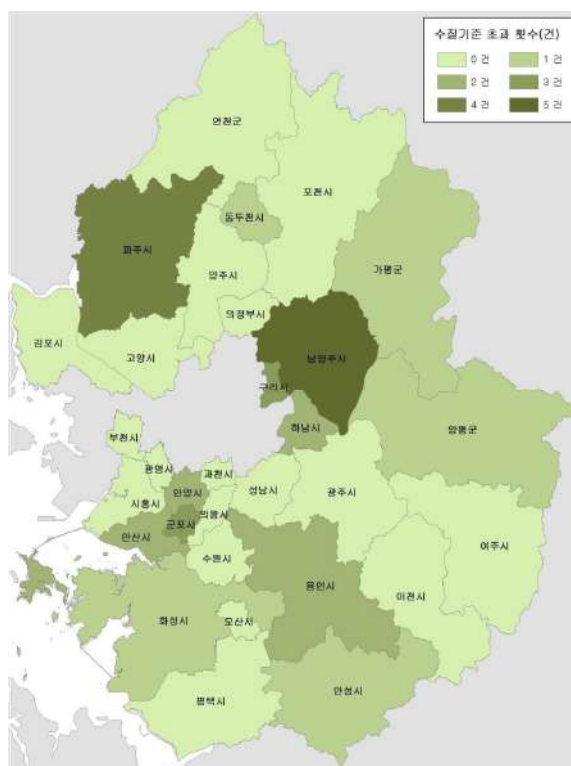 수질기준 초과 횟수(건)
0 건
1 건
2 건
3 건
4 건
5 건
연천군
포천시
동두천시
파주시
가평군
양주시
의정부시
김포시
고양시
남양주시
구리시
하남시
양평군
부천시
광명시
과천시
안양시
성남시
광주시
시흥시
군포시
의왕시
안산시
여주시
수원시
용인시
이천시
화성시
오산시
안성시
평택시